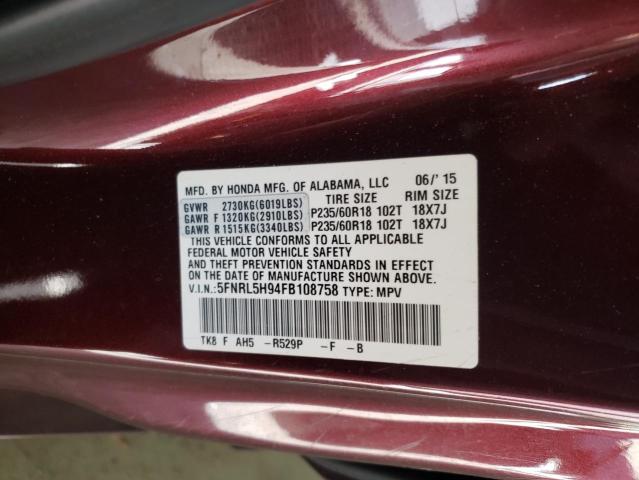 MFD. BY HONDA MFG. OF ALABAMA, LLC 06/'15
TIRE SIZE RIM SIZE
GVWR 2730KG(6019LBS)
GAWR F 1320KG(2910LBS) P235/60R18 102T 18X7J
GAWR R 1515KG(3340LBS) P235/60R18 102T 18X7J
THIS VEHICLE CONFORMS TO ALL APPLICABLE
FEDERAL MOTOR VEHICLE SAFETY
AND THEFT PREVENTION STANDARDS IN EFFECT
ON THE DATE OF MANUFACTURE SHOWN ABOVE.
V.I.N.: 5FNRL5H94FB108758 TYPE: MPV
TK8 F AH5 -R529P -F -B